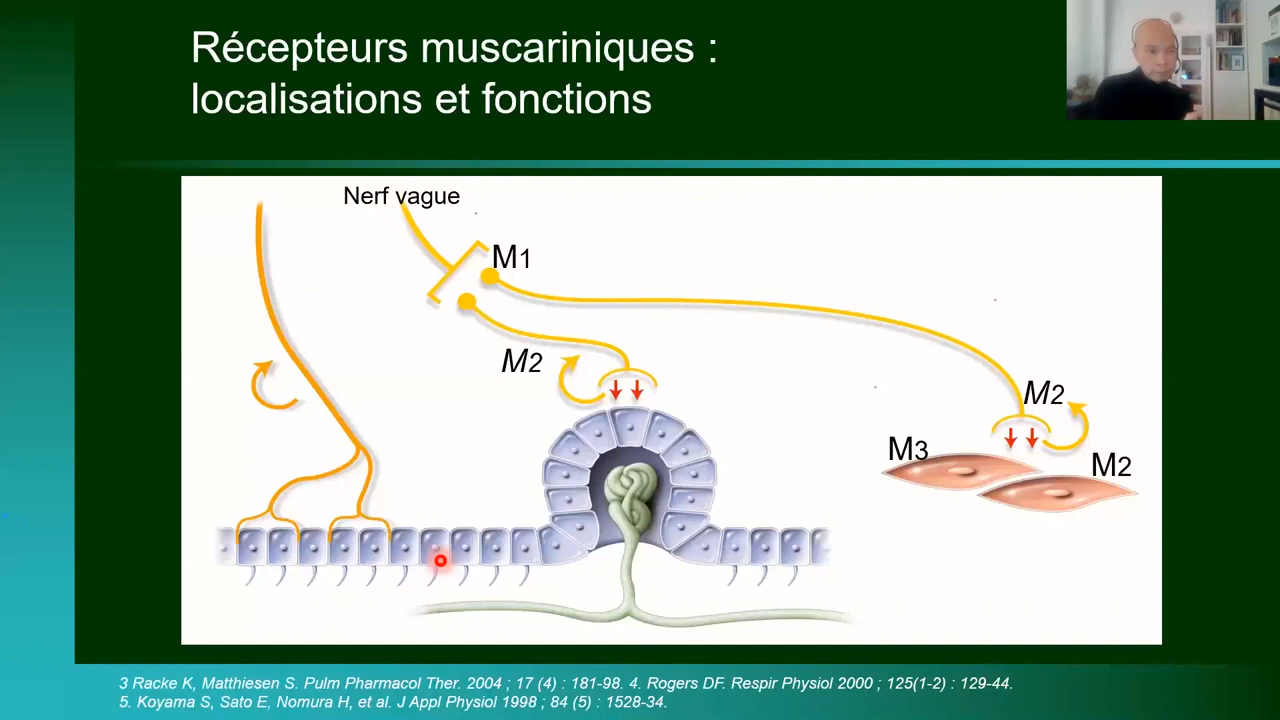 Récepteurs muscariniques :
localisations et fonctions
Nerf vague
M1
M2
M2
M3
M2
3 Racke K, Matthiesen S. Pulm Pharmacol Ther. 2004 ; 17 (4) : 181-98. 4. Rogers DF. Respir Physiol 2000 ; 125(1-2) : 129-44.
5. Koyama S, Sato E, Nomura H, et al. J Appl Physiol 1998 ; 84 (5) : 1528-34.